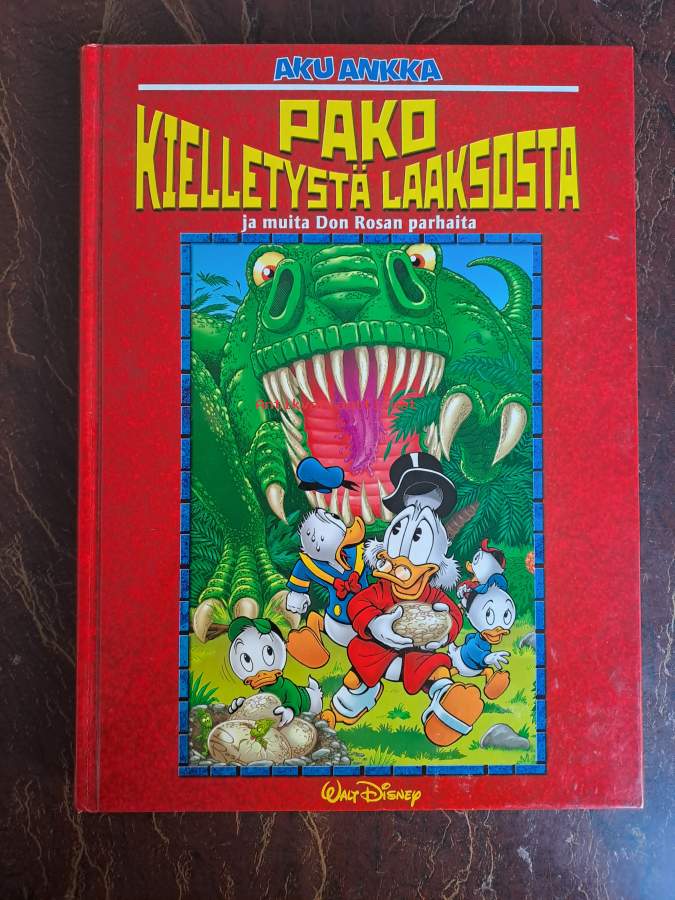 AKU ANKKA
PAKO
KIELLETYSTÄ LAAKSOSTA
ja muita Don Rosan parhaita
WALT DISNEY